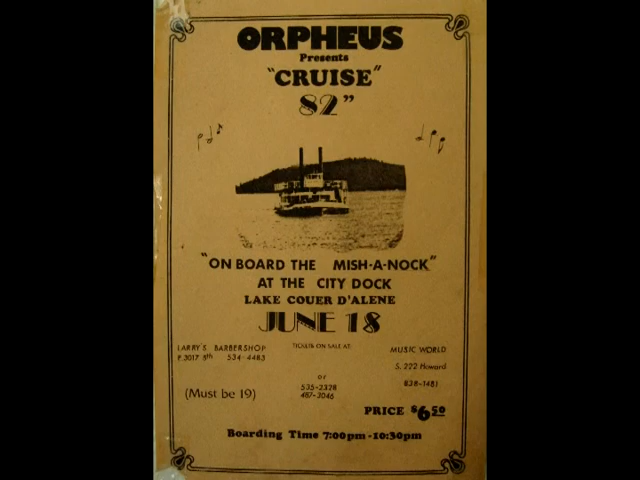 ORPHEUS
Presents
"CRUISE"
82"
"ON BOARD THE MISH-A-NOCK"
AT THE CITY DOCK
LAKE COUER D'ALENE
JUNE 18
TICKETS ON SALE AT:
LARRY'S BARBERSHOP
E. 3017 8th 534-4483
MUSIC WORLD
S. 222 Howard
838-1481
or
535-2328
487-3046
(Must be 19)
PRICE $6.50
Boarding Time 7:00pm-10:30pm